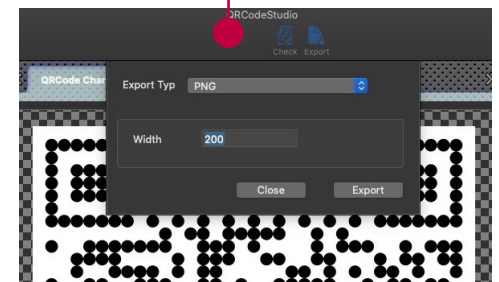 QRCodeStudio
Check Export
QRCode Char
Export Typ PNG
Width 200
Close Export